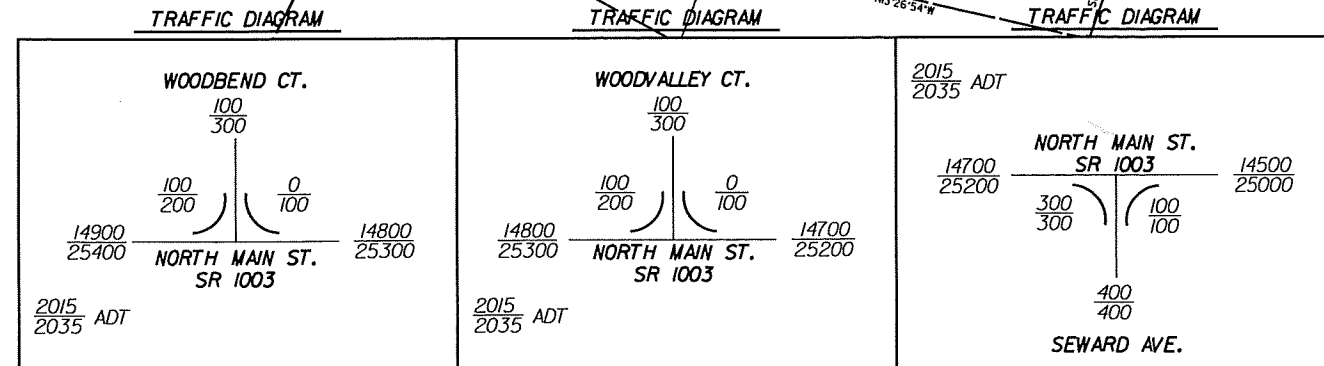 TRAFFIC DIAGRAM
WOODBEND CT.
100
300
100
200
0
100
14900
25400
NORTH MAIN ST.
SR 1003
14800
25300
2015
2035 ADT
TRAFFIC DIAGRAM
WOODVALLEY CT.
100
300
100
200
0
100
14800
25300
NORTH MAIN ST.
SR 1003
14700
25200
2015
2035 ADT
TRAFFIC DIAGRAM
2015
2035 ADT
NORTH MAIN ST.
SR 1003
14700
25200
14500
25000
300
300
100
100
400
400
SEWARD AVE.